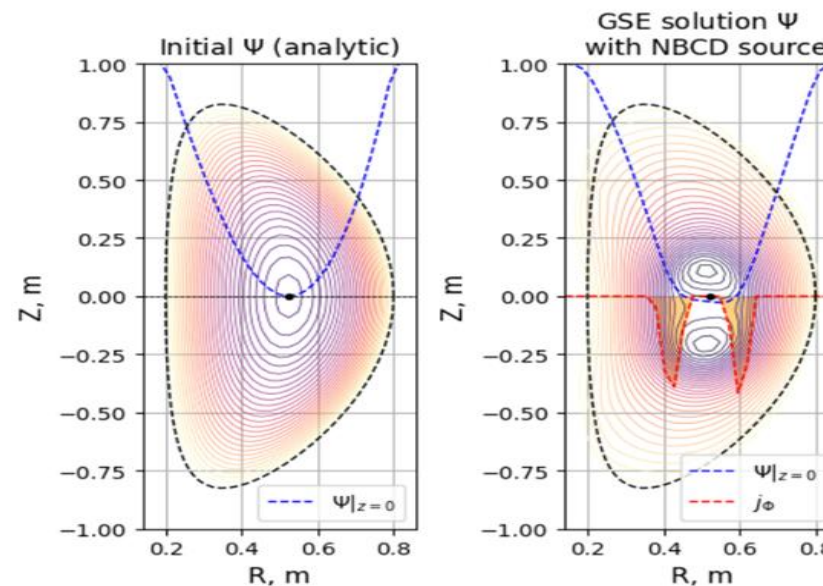 Initial Ψ (analytic)
1.00
0.75
0.50
0.25
0.00
−0.25
−0.50
−0.75
−1.00
Z, m
0.2 0.4 0.6 0.8
R, m
Ψ|z=0
GSE solution Ψ
with NBCD source
1.00
0.75
0.50
0.25
0.00
−0.25
−0.50
−0.75
−1.00
Z, m
0.2 0.4 0.6 0.8
R, m
Ψ|z=0
jΦ